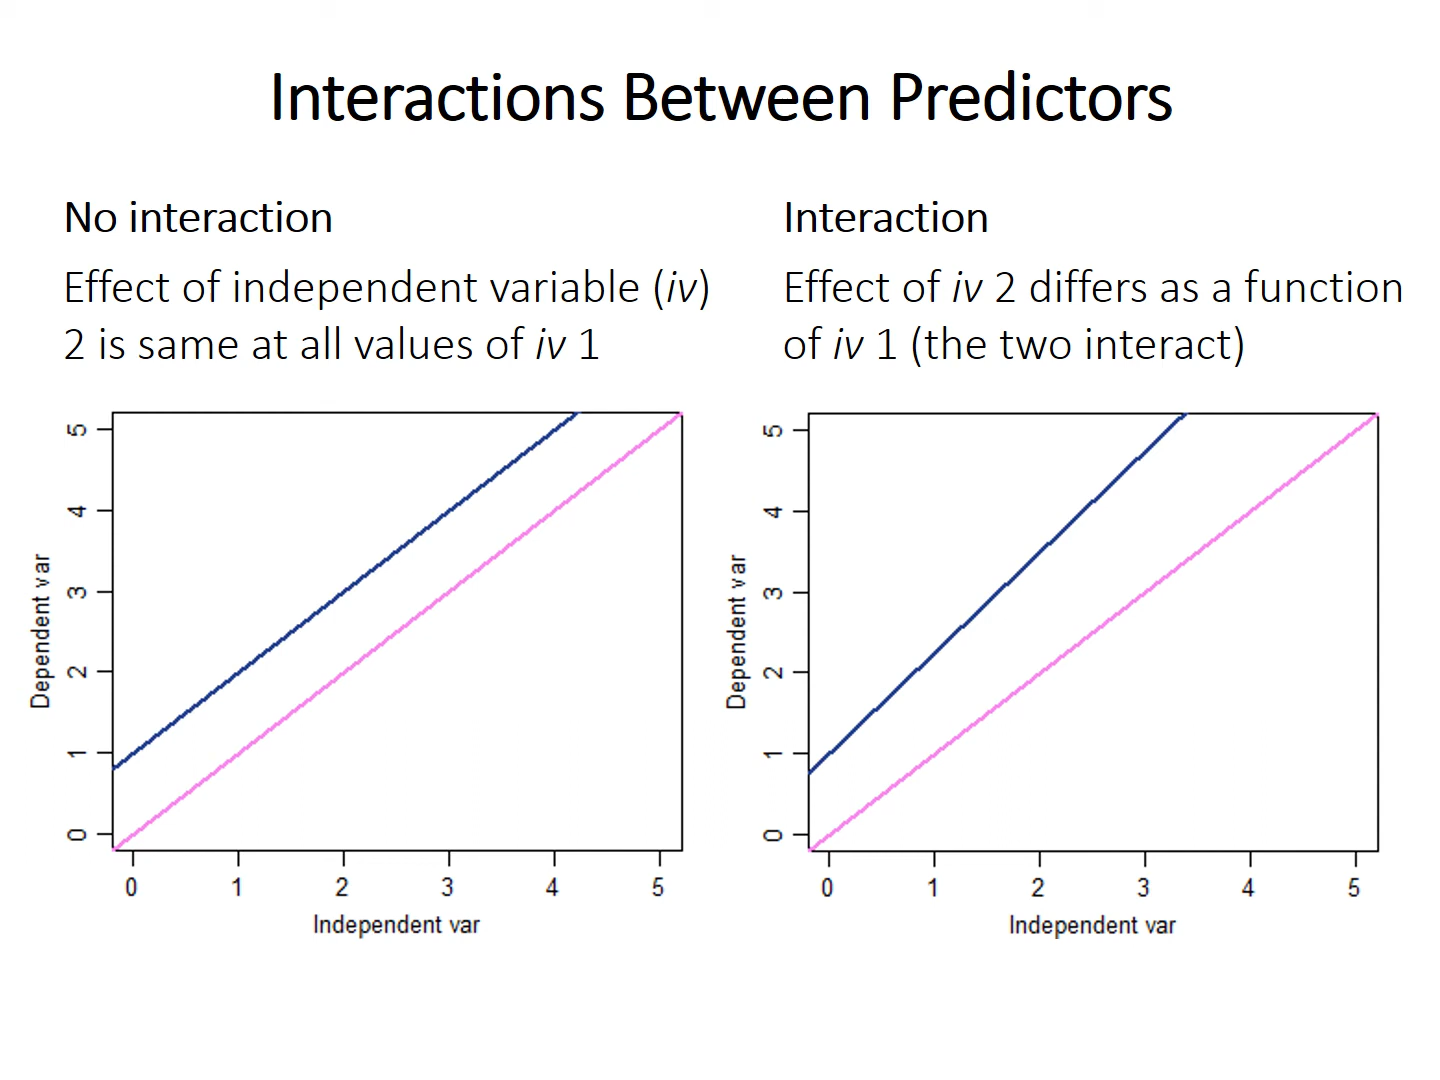 Interactions Between Predictors
No interaction
Effect of independent variable (iv)
2 is same at all values of iv 1
Interaction
Effect of iv 2 differs as a function
of iv 1 (the two interact)
5
4
3
2
1
0
Dependent var
0 1 2 3 4 5
Independent var
5
4
3
2
1
0
Dependent var
0 1 2 3 4 5
Independent var